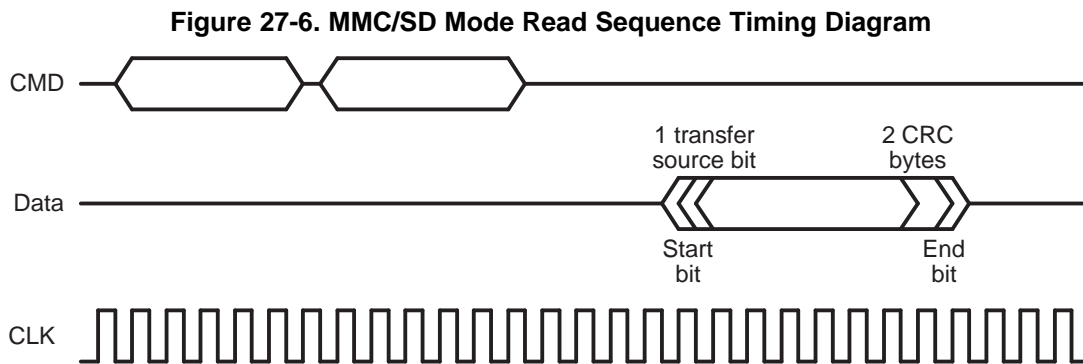 Figure 27-6. MMC/SD Mode Read Sequence Timing Diagram
CMD
1 transfer
source bit
2 CRC
bytes
Data
Start
bit
End
bit
CLK